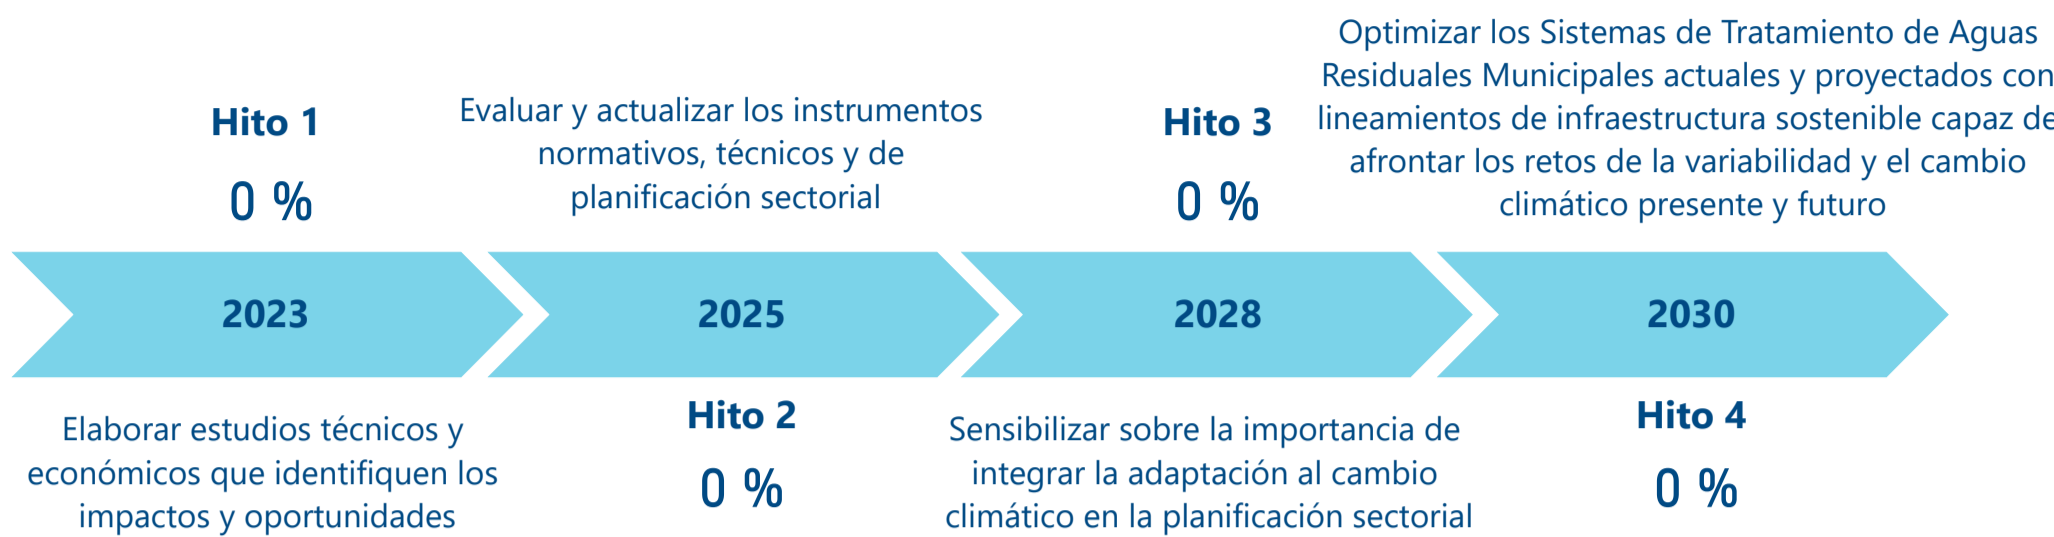 Hito 1
0 %
2023
Elaborar estudios técnicos y
económicos que identifiquen los
impactos y oportunidades
Evaluar y actualizar los instrumentos
normativos, técnicos y de
planificación sectorial
2025
Hito 2
0 %
Hito 3
0 %
2028
Sensibilizar sobre la importancia de
integrar la adaptación al cambio
climático en la planificación sectorial
Optimizar los Sistemas de Tratamiento de Aguas
Residuales Municipales actuales y proyectados con
lineamientos de infraestructura sostenible capaz de
afrontar los retos de la variabilidad y el cambio
climático presente y futuro
2030
Hito 4
0 %